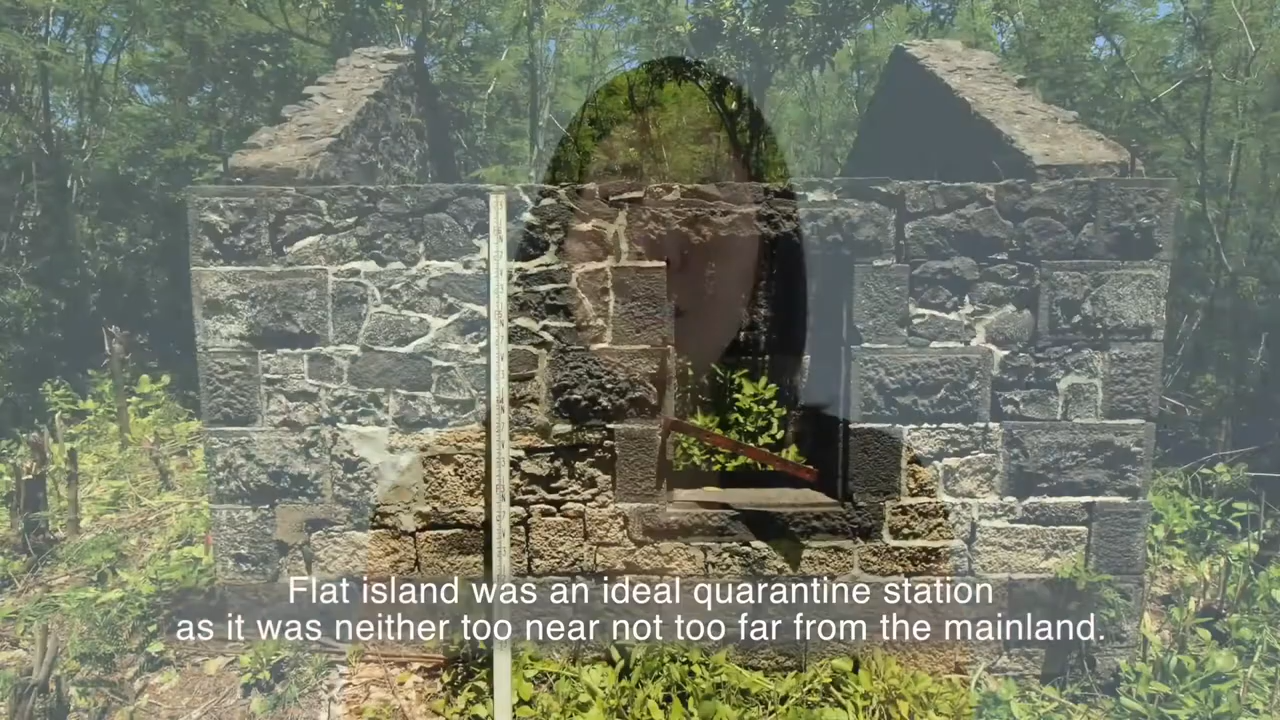 Flat island was an ideal quarantine station
as it was neither too near not too far from the mainland.